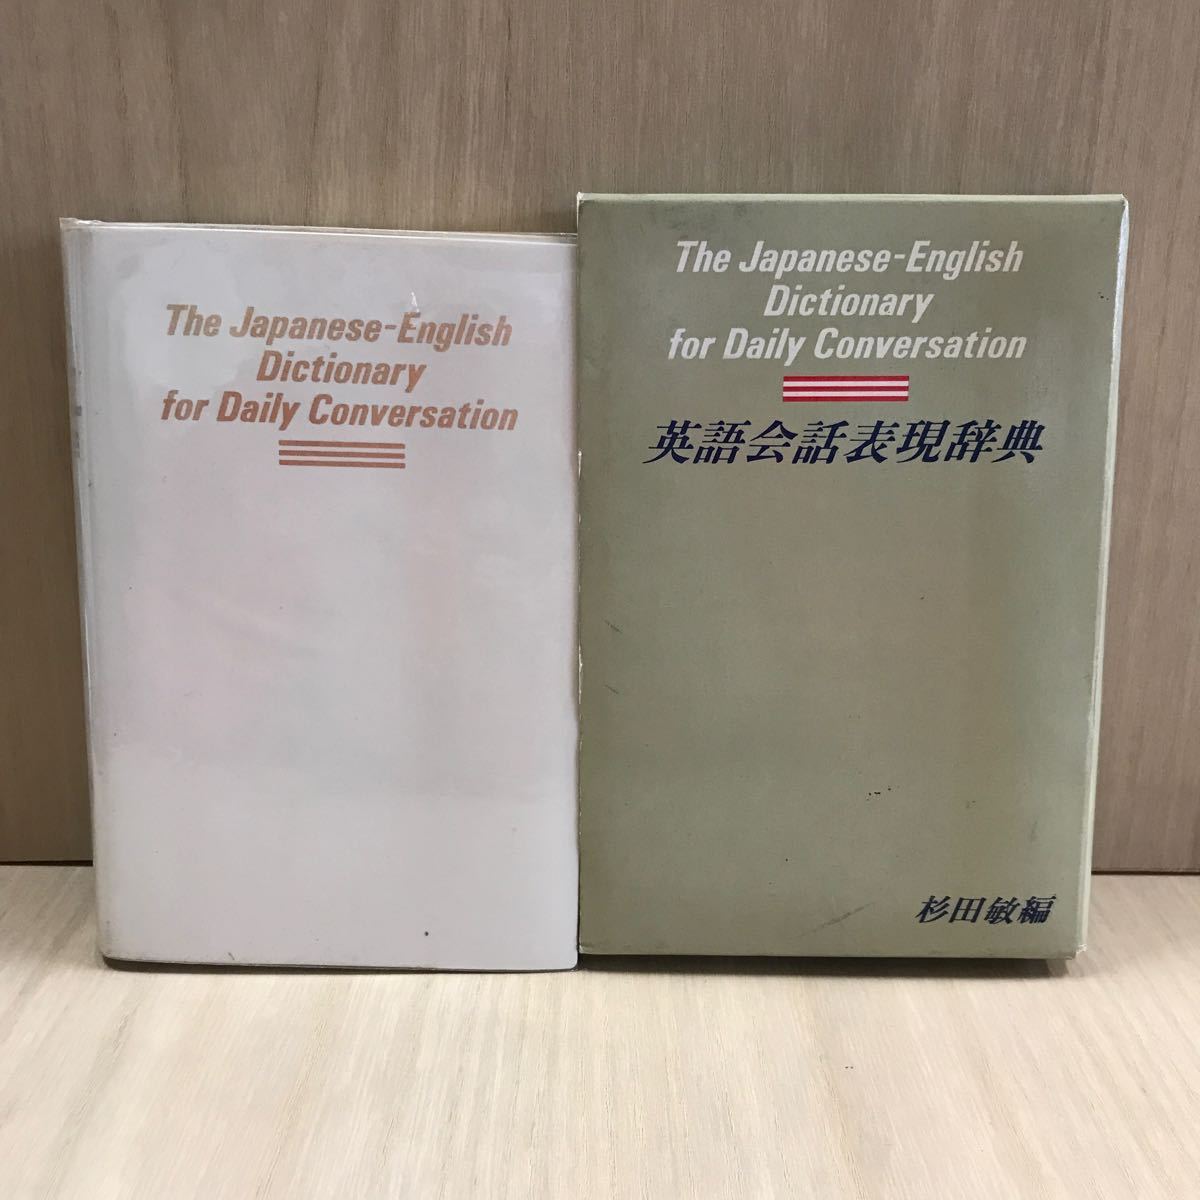 The Japanese-English
Dictionary
for Daily Conversation
The Japanese-English
Dictionary
for Daily Conversation
英語会話表現辞典
杉田敏編